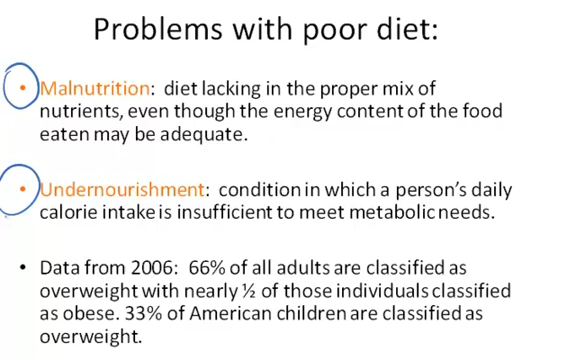 Problems with poor diet:
• Malnutrition: diet lacking in the proper mix of
nutrients, even though the energy content of the food
eaten may be adequate.
• Undernourishment: condition in which a person's daily
calorie intake is insufficient to meet metabolic needs.
• Data from 2006: 66% of all adults are classified as
overweight with nearly ½ of those individuals classified
as obese. 33% of American children are classified as
overweight.